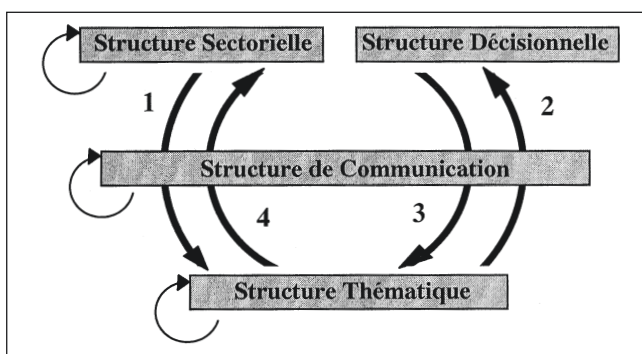 Structure Sectorielle
Structure Décisionnelle
1
2
Structure de Communication
4
3
Structure Thématique